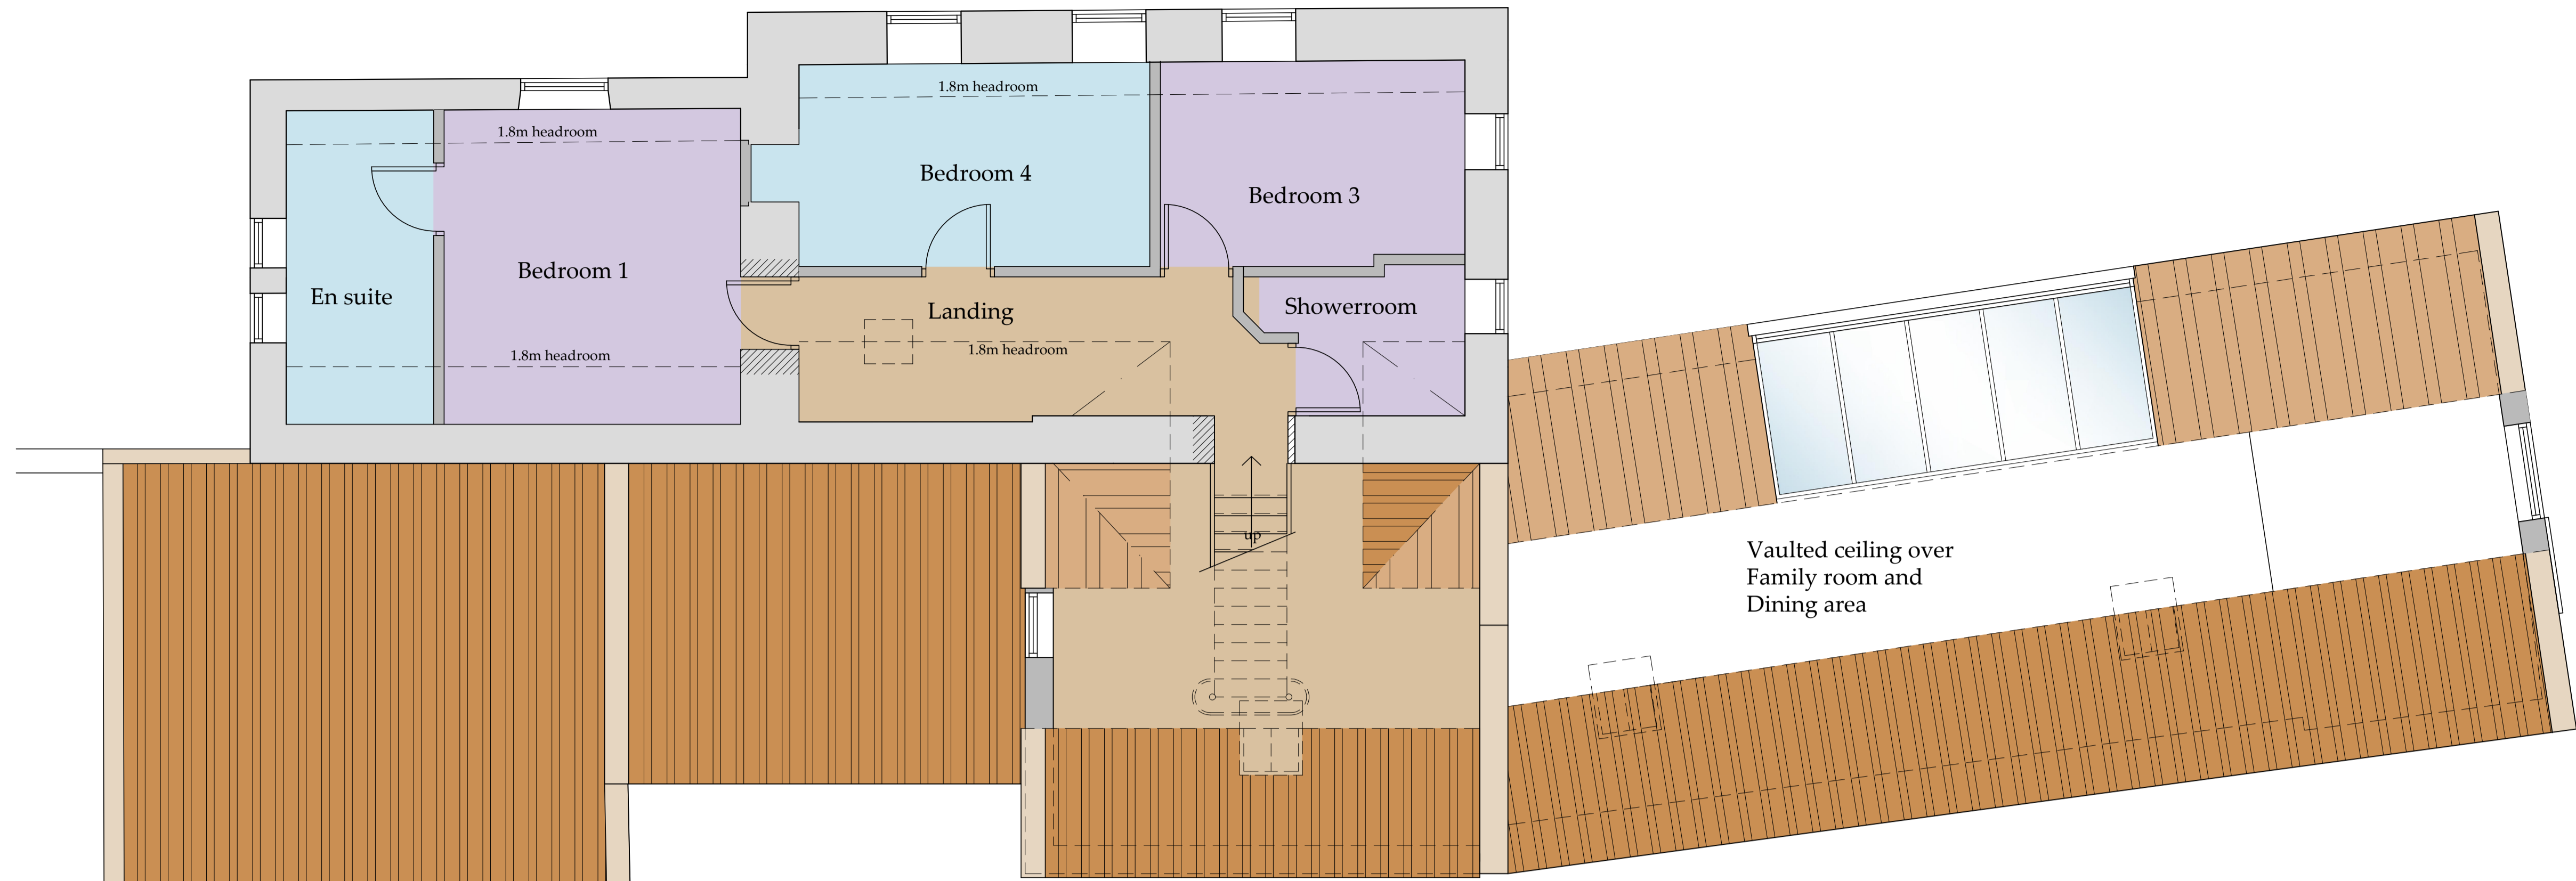 1.8m headroom
1.8m headroom
Bedroom 4
Bedroom 3
Bedroom 1
En suite
Landing
Showerroom
1.8m headroom
1.8m headroom
up
Vaulted ceiling over
Family room and
Dining area